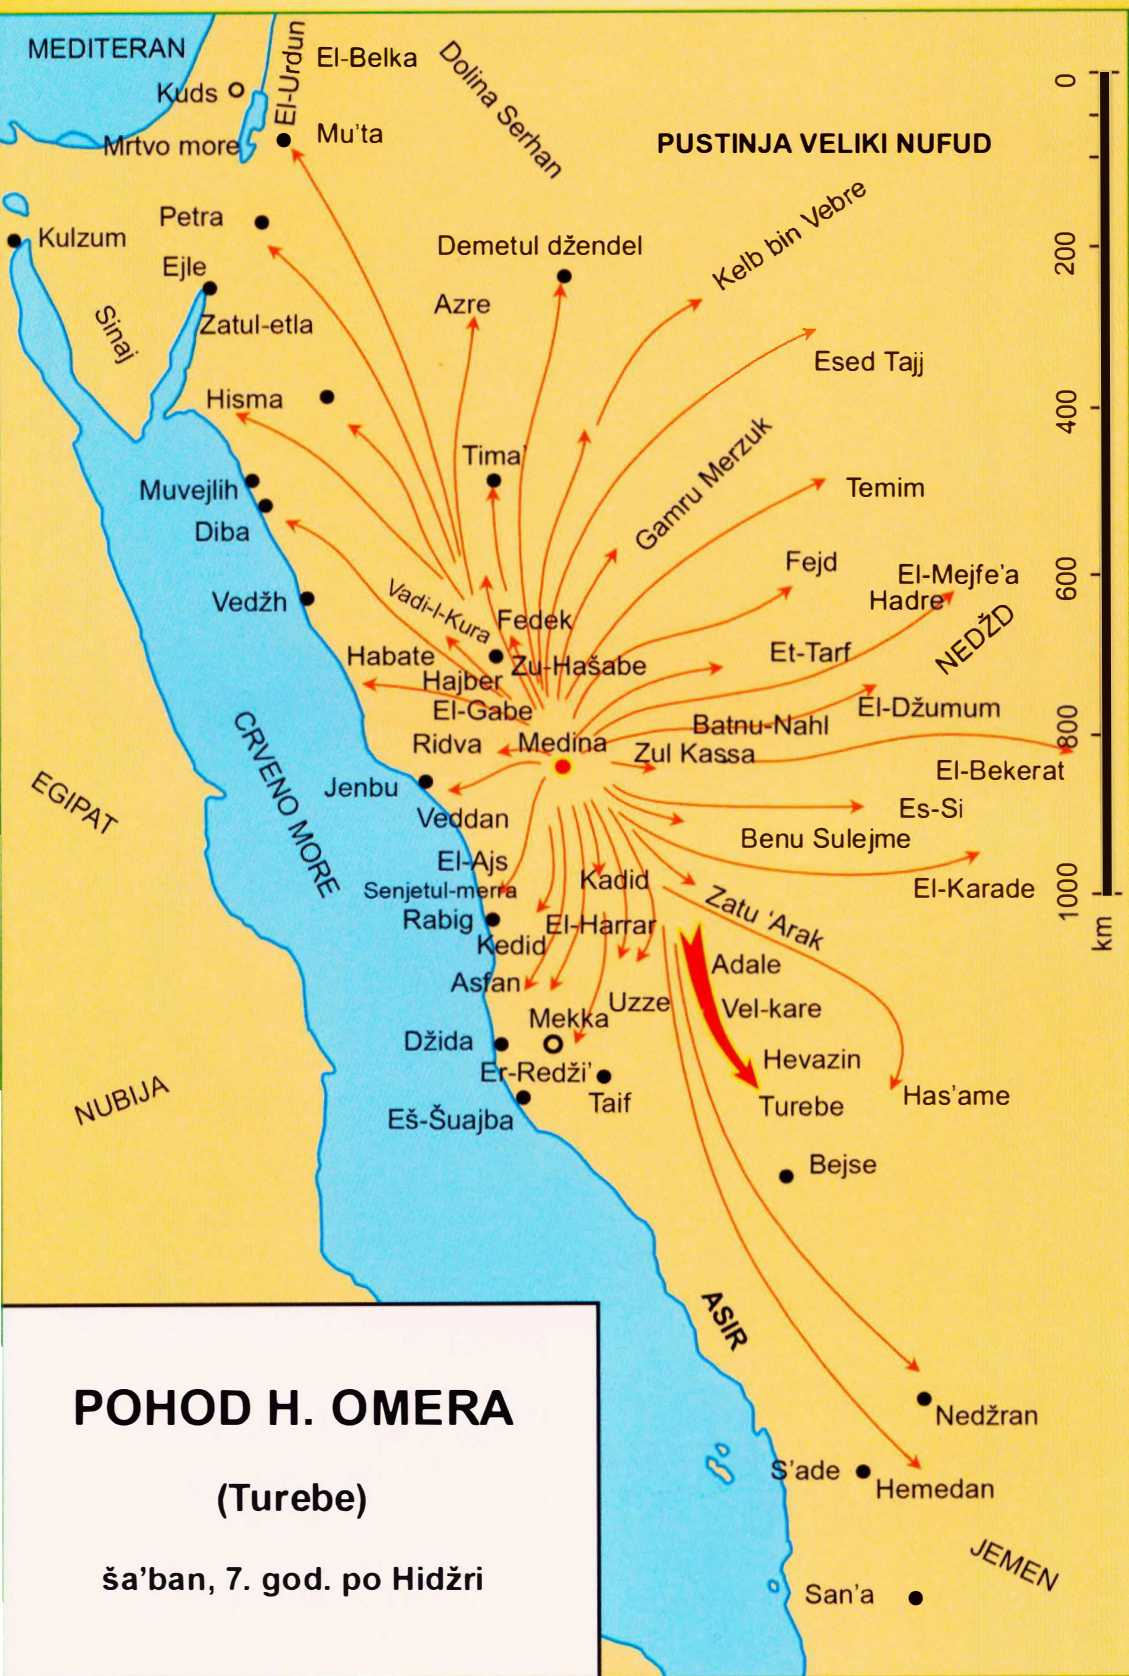 MEDITERAN
El-Urdun
El-Belka
Dolina Serhan
0
Kuds
Mrtvo more
Mu'ta
PUSTINJA VELIKI NUFUD
Petra
Kulzum
Demetul džendel
Kelb bin Vebre
200
Ejle
Azre
Sinaj
Zatul-etla
Esed Tajj
Hisma
400
Tima'
Gamru Merzuk
Muvejlih
Temim
Diba
Fejd
El-Mejfe'a
600
Vedžh
Vadi-l-Kura
Hadre
Fedek
NEDŽD
Habate
Zu-Hašabe
Et-Tarf
Hajber
El-Gabe
El-Džumum
Batnu-Nahl
800
Ridva
Medina
Zul Kassa
El-Bekerat
CRVENO MORE
EGIPAT
Jenbu
Es-Si
Veddan
Benu Sulejme
El-Ajs
Kadid
Senjetul-merra
El-Karade
1000
km
Rabig
El-Harrar
Zatu 'Arak
Kedid
Adale
Asfan
Uzze
Vel-kare
Mekka
Džida
Hevazin
Er-Redži'
NUBIJA
Taif
Turebe
Has'ame
Eš-Šuajba
Bejse
ASIR
POHOD H. OMERA
Nedžran
S'ade
Hemedan
(Turebe)
JEMEN
ša'ban, 7. god. po Hidžri
San'a